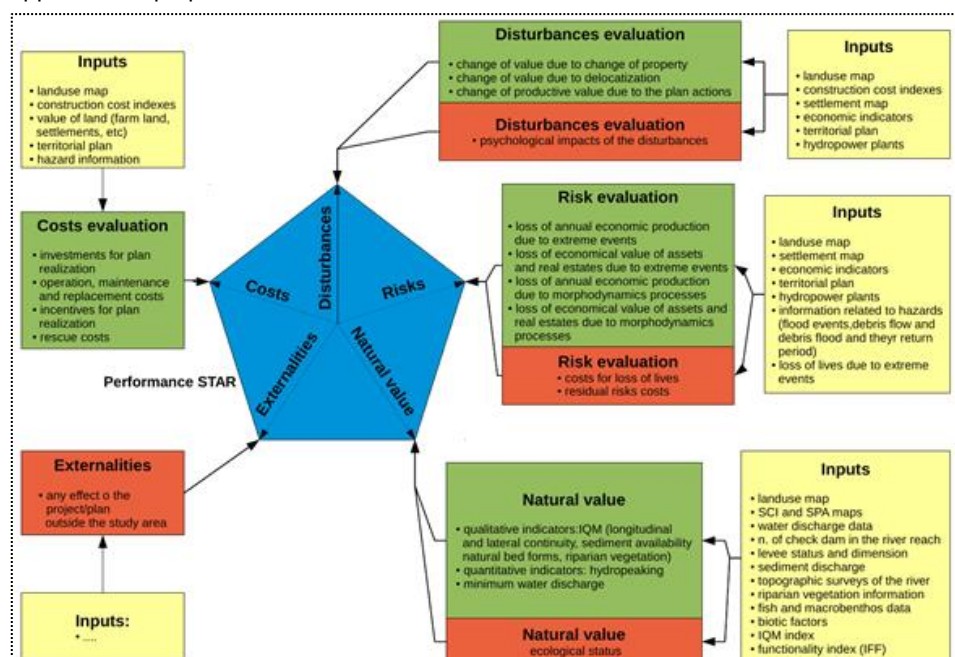 Inputs
• landuse map
• construction cost indexes
• value of land (farm land,
settlements, etc)
• territorial plan
• hazard information
Costs evaluation
• investments for plan
realization
• operation, maintenance
and replacement costs
• incentives for plan
realization
• rescue costs
Disturbances evaluation
• change of value due to change of property
• change of value due to delocatization
• change of productive value due to the plan actions
Disturbances evaluation
• psychological impacts of the disturbances
Inputs
• landuse map
• construction cost indexes
• settlement map
• economic indicators
• territorial plan
• hydropower plants
Disturbances
Costs
Risks
Externalities
Natural value
Performance STAR
Risk evaluation
• loss of annual economic production
due to extreme events
• loss of economical value of assets
and real estates due to extreme events
• loss of annual economic production
due to morphodynamics processes
• loss of economical value of assets and
real estates due to morphodynamics
processes
Risk evaluation
• costs for loss of lives
• residual risks costs
Inputs
• landuse map
• settlement map
• economic indicators
• territorial plan
• hydropower plants
• information related to hazards
(flood events,debris flow and
debris flood and theyr return
period)
• loss of lives due to extreme
events
Externalities
• any effect o the
project/plan
outside the study area
Inputs:
• ....
Natural value
• qualitative indicators:IQM (longitudinal
and lateral continuity, sediment availability
natural bed forms, riparian vegetation)
• quantitative indicators: hydropeaking
• minimum water discharge
Natural value
ecological status
Inputs
• landuse map
• SCI and SPA maps
• water discharge data
• n. of check dam in the river reach
• levee status and dimension
• sediment discharge
• topographic surveys of the river
• riparian vegetation information
• fish and macrobenthos data
• biotic factors
• IQM index
• functionality index (IFF)